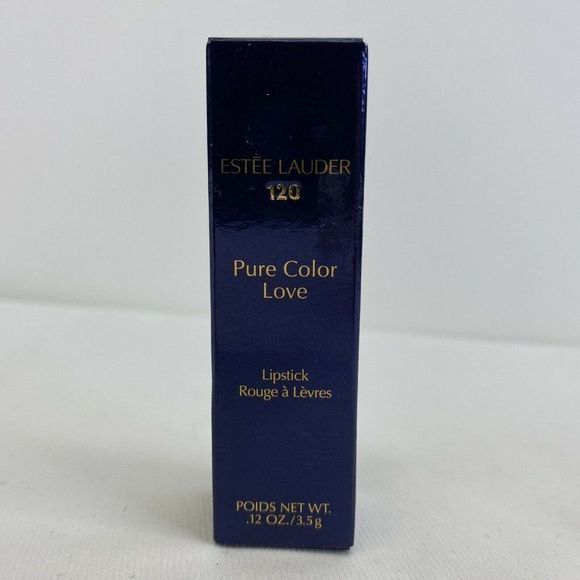 ESTĒE LAUDER
120
Pure Color
Love
Lipstick
Rouge à Lèvres
POIDS NET WT.
.12 OZ./3.5g